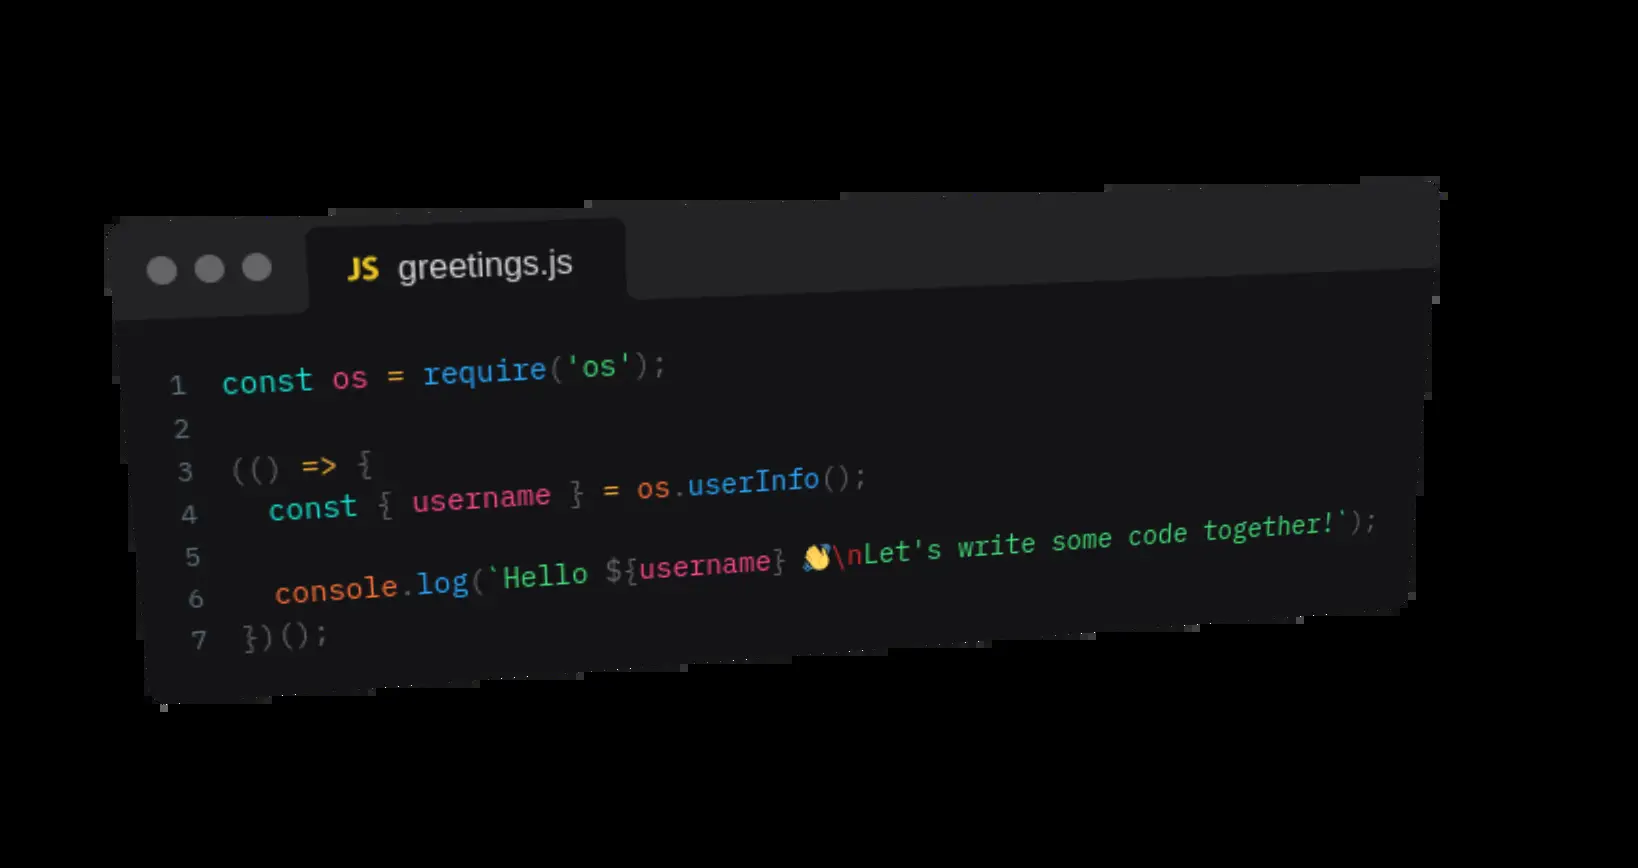 JS greetings.js
1 const os = require('os');
2
3 (() => {
4 const { username } = os.userInfo();
5
6 console.log(`Hello ${username} 👋\nLet's write some code together!`);
7 })();